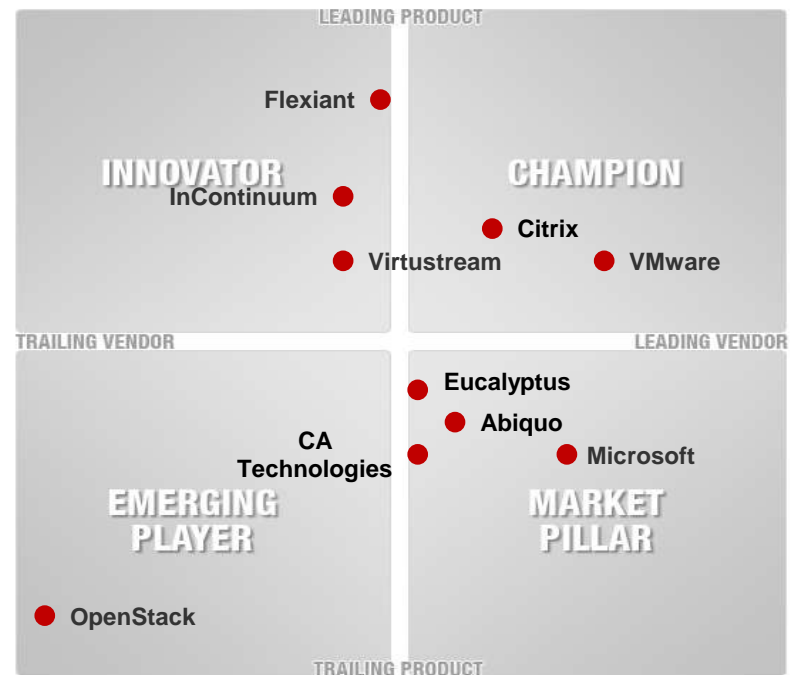 LEADING PRODUCT
Flexiant
INNOVATOR
CHAMPION
InContinuum
Citrix
Virtustream
VMware
TRAILING VENDOR
LEADING VENDOR
Eucalyptus
Abiquo
CA
Technologies
Microsoft
EMERGING
PLAYER
MARKET
PILLAR
OpenStack
TRAILING PRODUCT